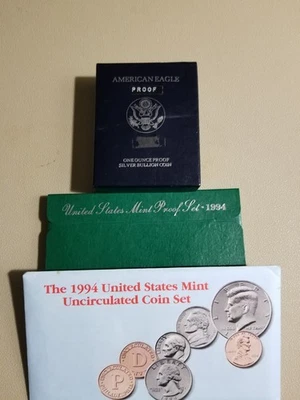 AMERICAN EAGLE
PROOF
ONE OUNCE PROOF
SILVER BULLION COIN
United States Mint Proof Set - 1994
The 1994 United States Mint
Uncirculated Coin Set
D
P